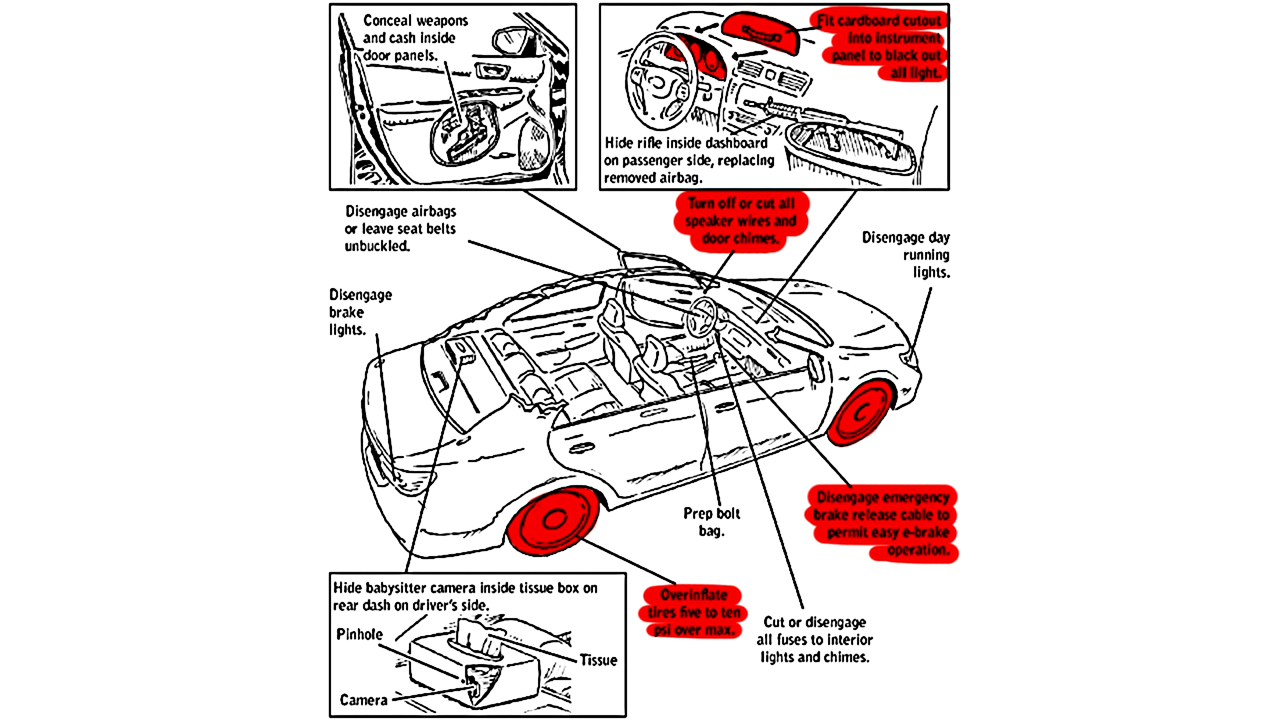 Conceal weapons
and cash inside
door panels.
Fit cardboard cutout
into instrument
panel to black out
all light.
Hide rifle inside dashboard
on passenger side, replacing
removed airbag.
Disengage airbags
or leave seat belts
unbuckled.
Turn off or cut all
speaker wires and
door chimes.
Disengage day
running
lights.
Disengage
brake
lights.
Prep bolt
bag.
Disengage emergency
brake release cable to
permit easy e-brake
operation.
Hide babysitter camera inside tissue box on
rear dash on driver's side.
Pinhole
Tissue
Camera
Overinflate
tires five to ten
psi over max.
Cut or disengage
all fuses to interior
lights and chimes.